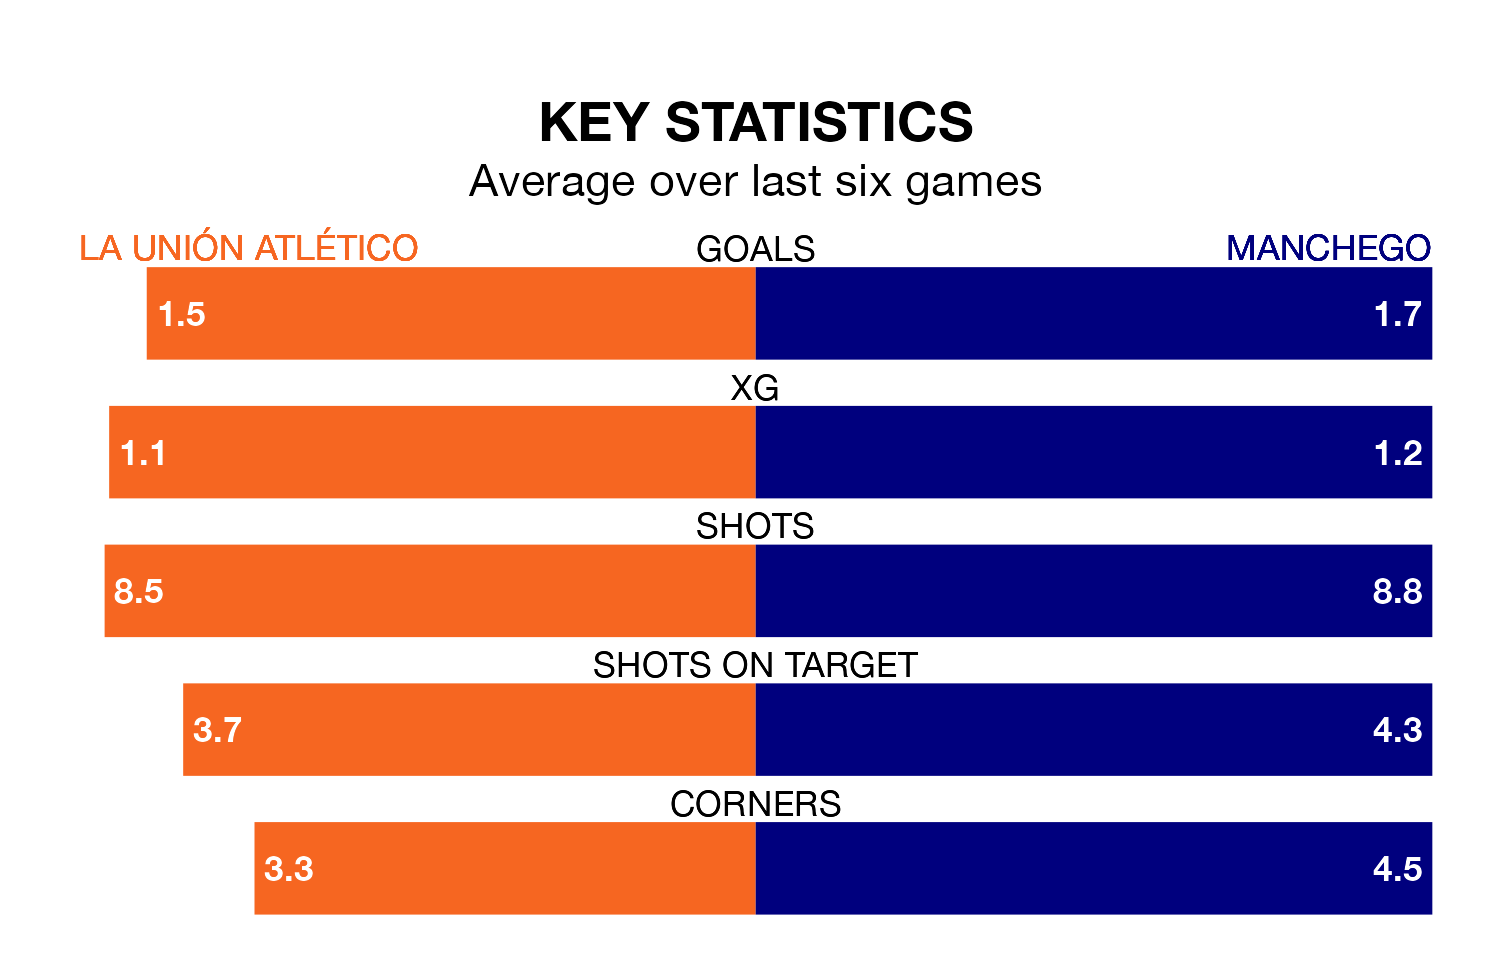 KEY STATISTICS
Average over last six games
LA UNIÓN ATLÉTICO GOALS MANCHEGO
1.5 1.7
XG
1.1 1.2
SHOTS
8.5 8.8
SHOTS ON TARGET
3.7 4.3
CORNERS
3.3 4.5